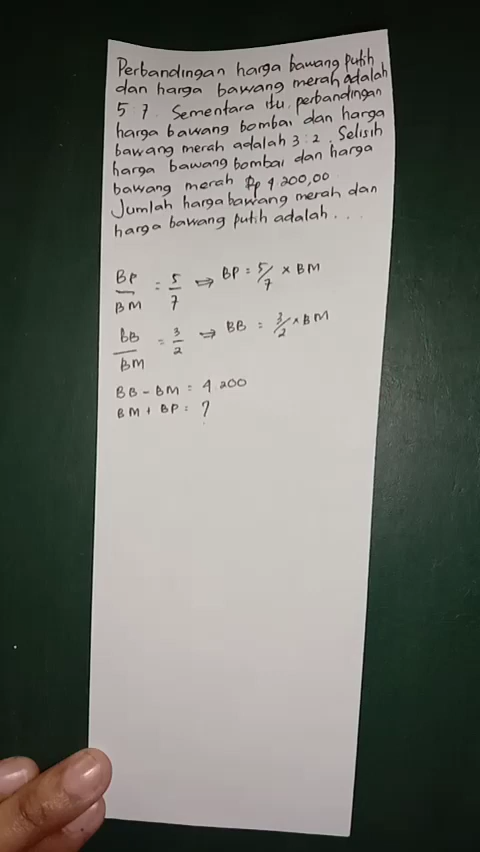 Perbandingan harga bawang putih
dan harga bawang merah adalah
5 : 7. Sementara itu, perbandingan
harga bawang bombai dan harga
bawang merah adalah 3 : 2. Selisih
harga bawang bombai dan harga
bawang merah Rp 4.200,00
Jumlah harga bawang merah dan
harga bawang putih adalah . . .
BP/BM = 5/7 ⇒ BP = 5/7 × BM
BB/BM = 3/2 ⇒ BB = 3/2 × BM
BB - BM = 4.200
BM + BP = ?